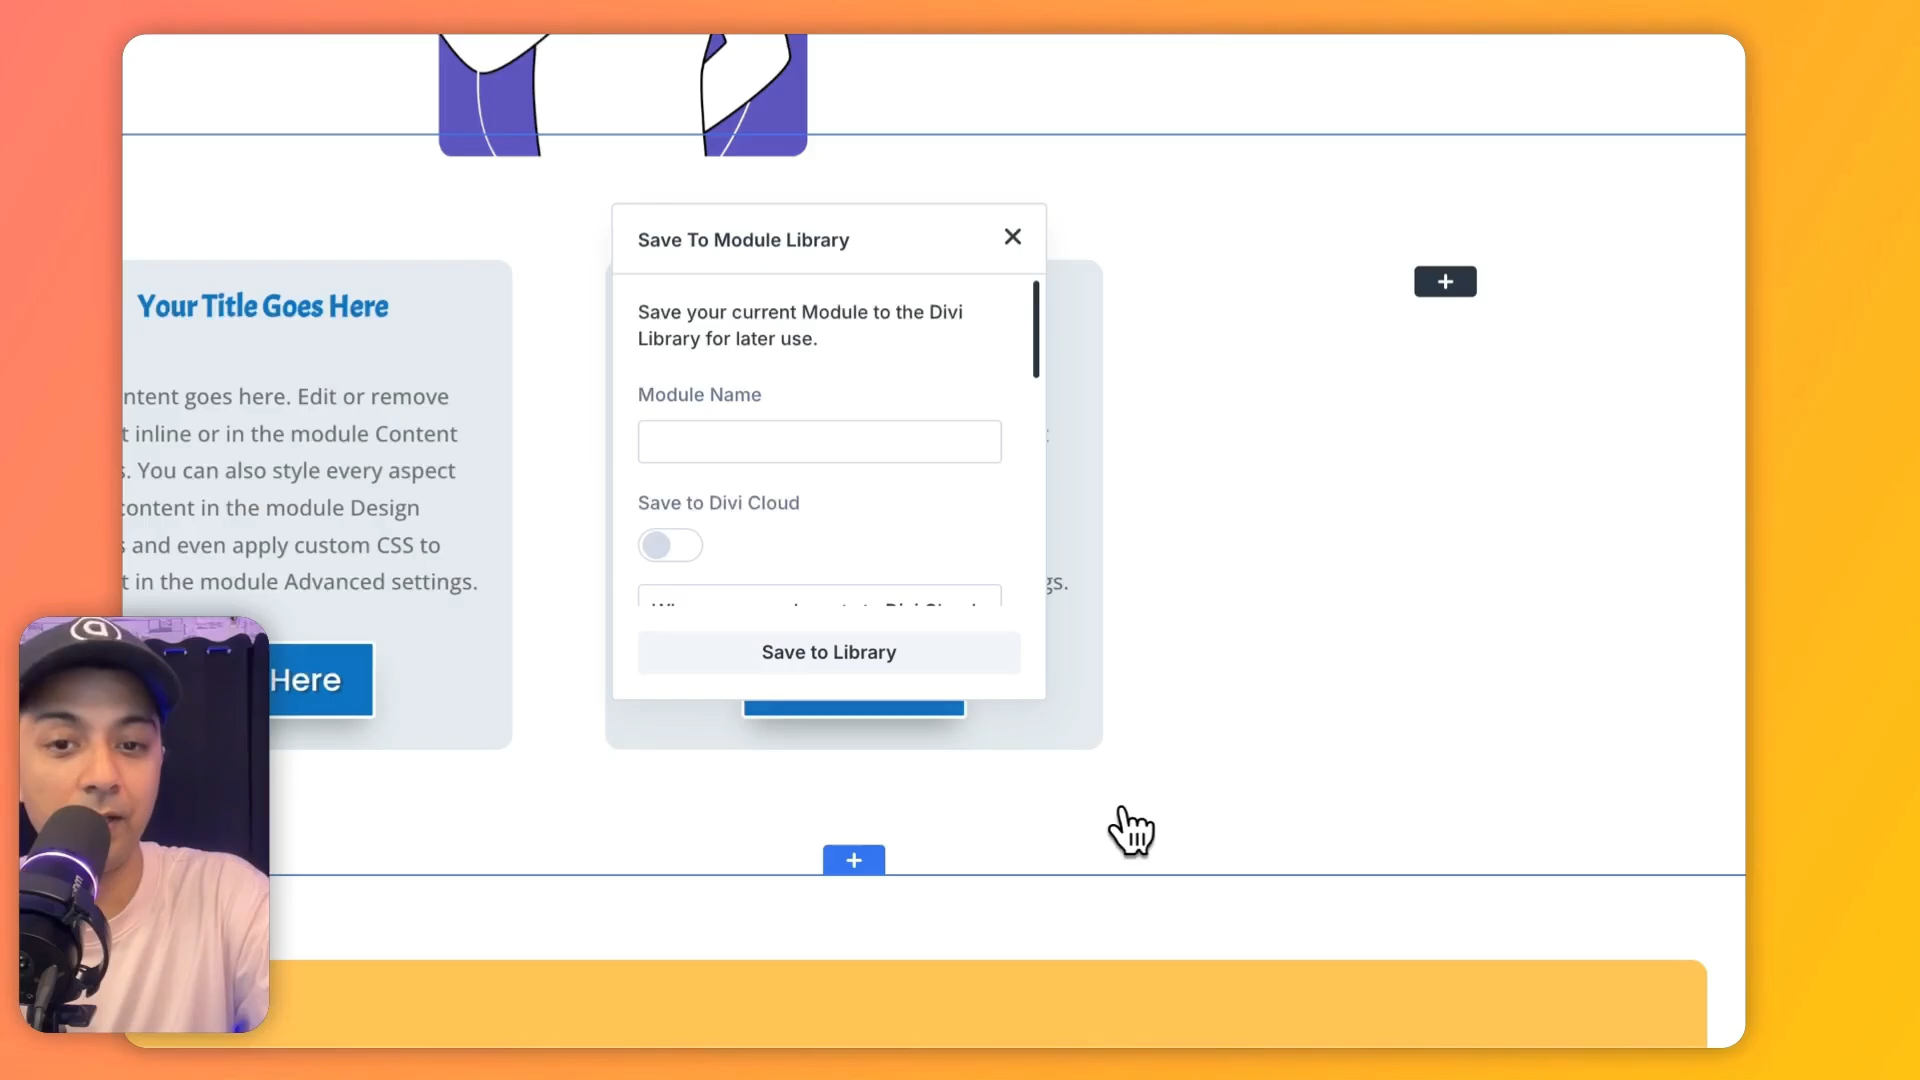 Save To Module Library
Your Title Goes Here
Save your current Module to the Divi
Library for later use.
Module Name
ntent goes here. Edit or remove
t inline or in the module Content
s. You can also style every aspect
content in the module Design
s and even apply custom CSS to
t in the module Advanced settings.
Save to Divi Cloud
gs.
Here
Save to Library